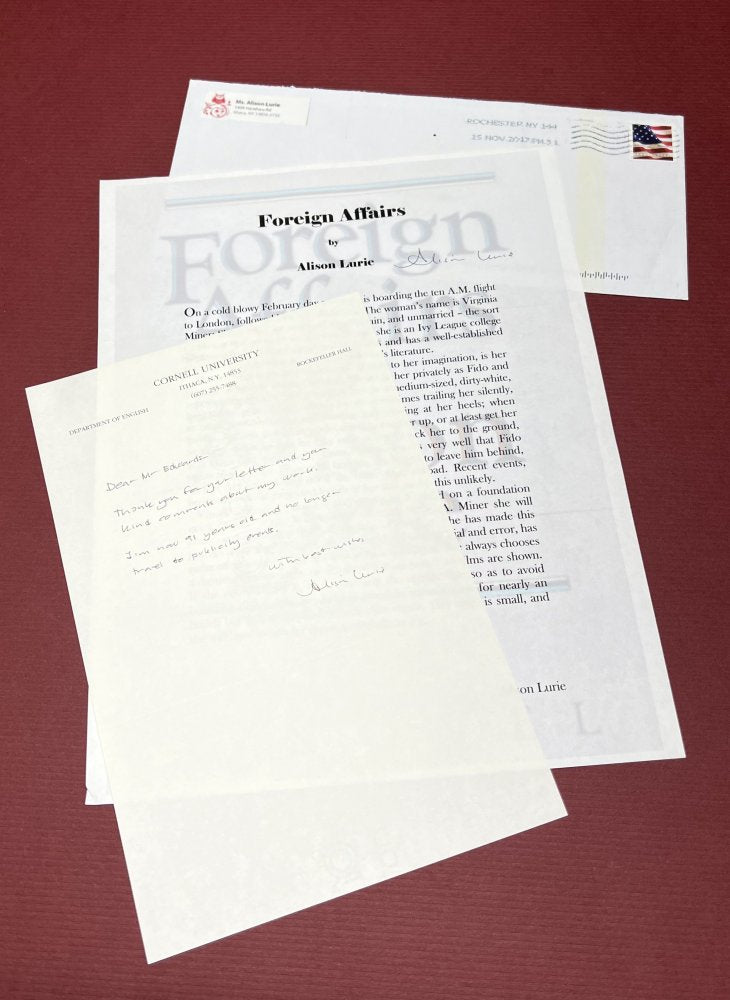 Ms. Alison Lurie
ROCHESTER NY 144
15 NOV 2017 PM 3 L
Foreign Affairs
Foreign Affairs
by
Alison Lurie Alison Lurie
On a cold blowy February day is boarding the ten A.M. flight
to London, The woman's name is Virginia
Miner and unmarried – the sort
she is an Ivy League college
and has a well-established
literature.
to her imagination, is her
her privately as Fido and
medium-sized, dirty-white,
mes trailing her silently,
ing at her heels; when
r up, or at least get her
ck her to the ground,
very well that Fido
to leave him behind,
oad. Recent events,
this unlikely.
on a foundation
A. Miner she will
he has made this
ial and error, has
always chooses
lms are shown.
so as to avoid
for nearly an
is small, and
on Lurie
L
CORNELL UNIVERSITY
ITHACA, N.Y. 14853
(607) 255-7488
DEPARTMENT OF ENGLISH ROCKEFELLER HALL
Dear Mr Edwards
Thank you for your letter and your
kind comments about my work.
I'm now 91 years old and no longer
travel to publicity events.
with best wishes
Alison Lurie